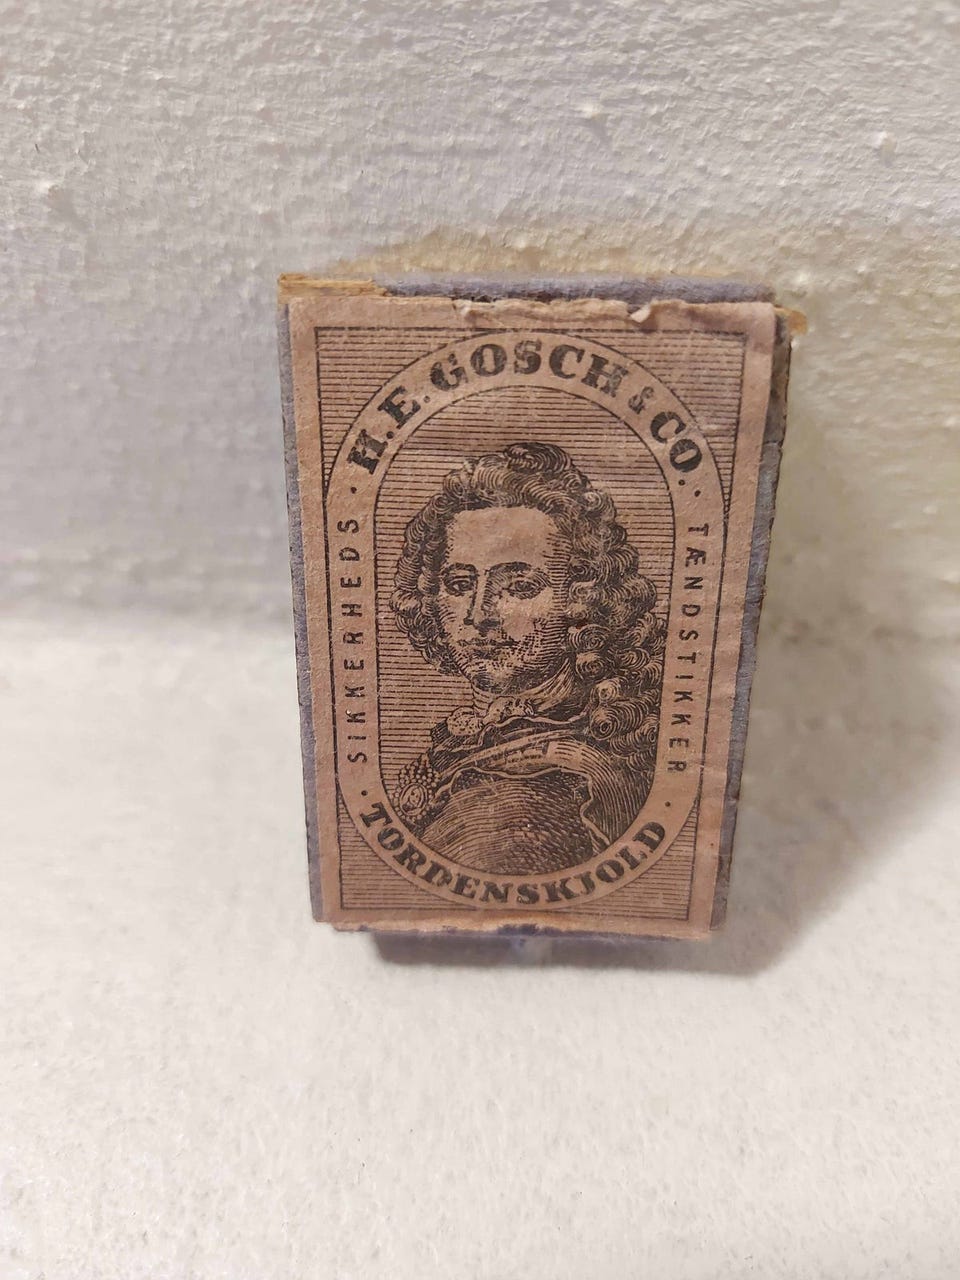 H.E. GOSCH & CO.
SIKKERHEDS
TÆNDSTIKKER
TORDENSKJOLD